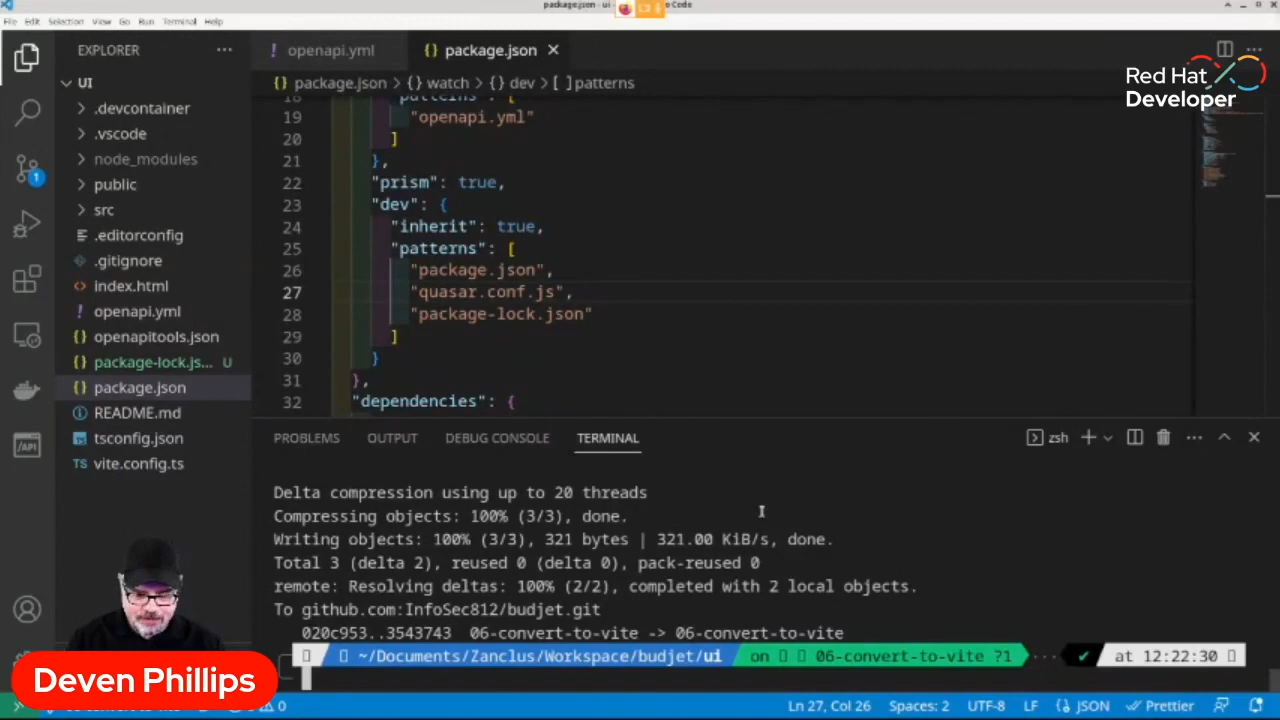 package.json - ui - Code
File Edit Selection View Go Run Terminal Help
EXPLORER
openapi.yml
{} package.json
Red Hat
Developer
UI
{} package.json > {} watch > {} dev > [ ] patterns
.devcontainer
.vscode
node_modules
public
src
.editorconfig
.gitignore
index.html
openapi.yml
openapitools.json
package-lock.js... U
package.json
README.md
tsconfig.json
TS vite.config.ts
1
/API
18 "patterns": [
19 "openapi.yml"
20 ]
21 },
22 "prism": true,
23 "dev": {
24 "inherit": true,
25 "patterns": [
26 "package.json",
27 "quasar.conf.js",
28 "package-lock.json"
29 ]
30 }
31 },
32 "dependencies": {
PROBLEMS OUTPUT DEBUG CONSOLE TERMINAL zsh
Delta compression using up to 20 threads
Compressing objects: 100% (3/3), done.
Writing objects: 100% (3/3), 321 bytes | 321.00 KiB/s, done.
Total 3 (delta 2), reused 0 (delta 0), pack-reused 0
remote: Resolving deltas: 100% (2/2), completed with 2 local objects.
To github.com:InfoSec812/budjet.git
020c953..3543743 06-convert-to-vite -> 06-convert-to-vite
~/Documents/Zanclus/Workspace/budjet/ui on 06-convert-to-vite ?1 ... ✔ at 12:22:30
Deven Phillips
0
Ln 27, Col 26 Spaces: 2 UTF-8 LF {} JSON Prettier